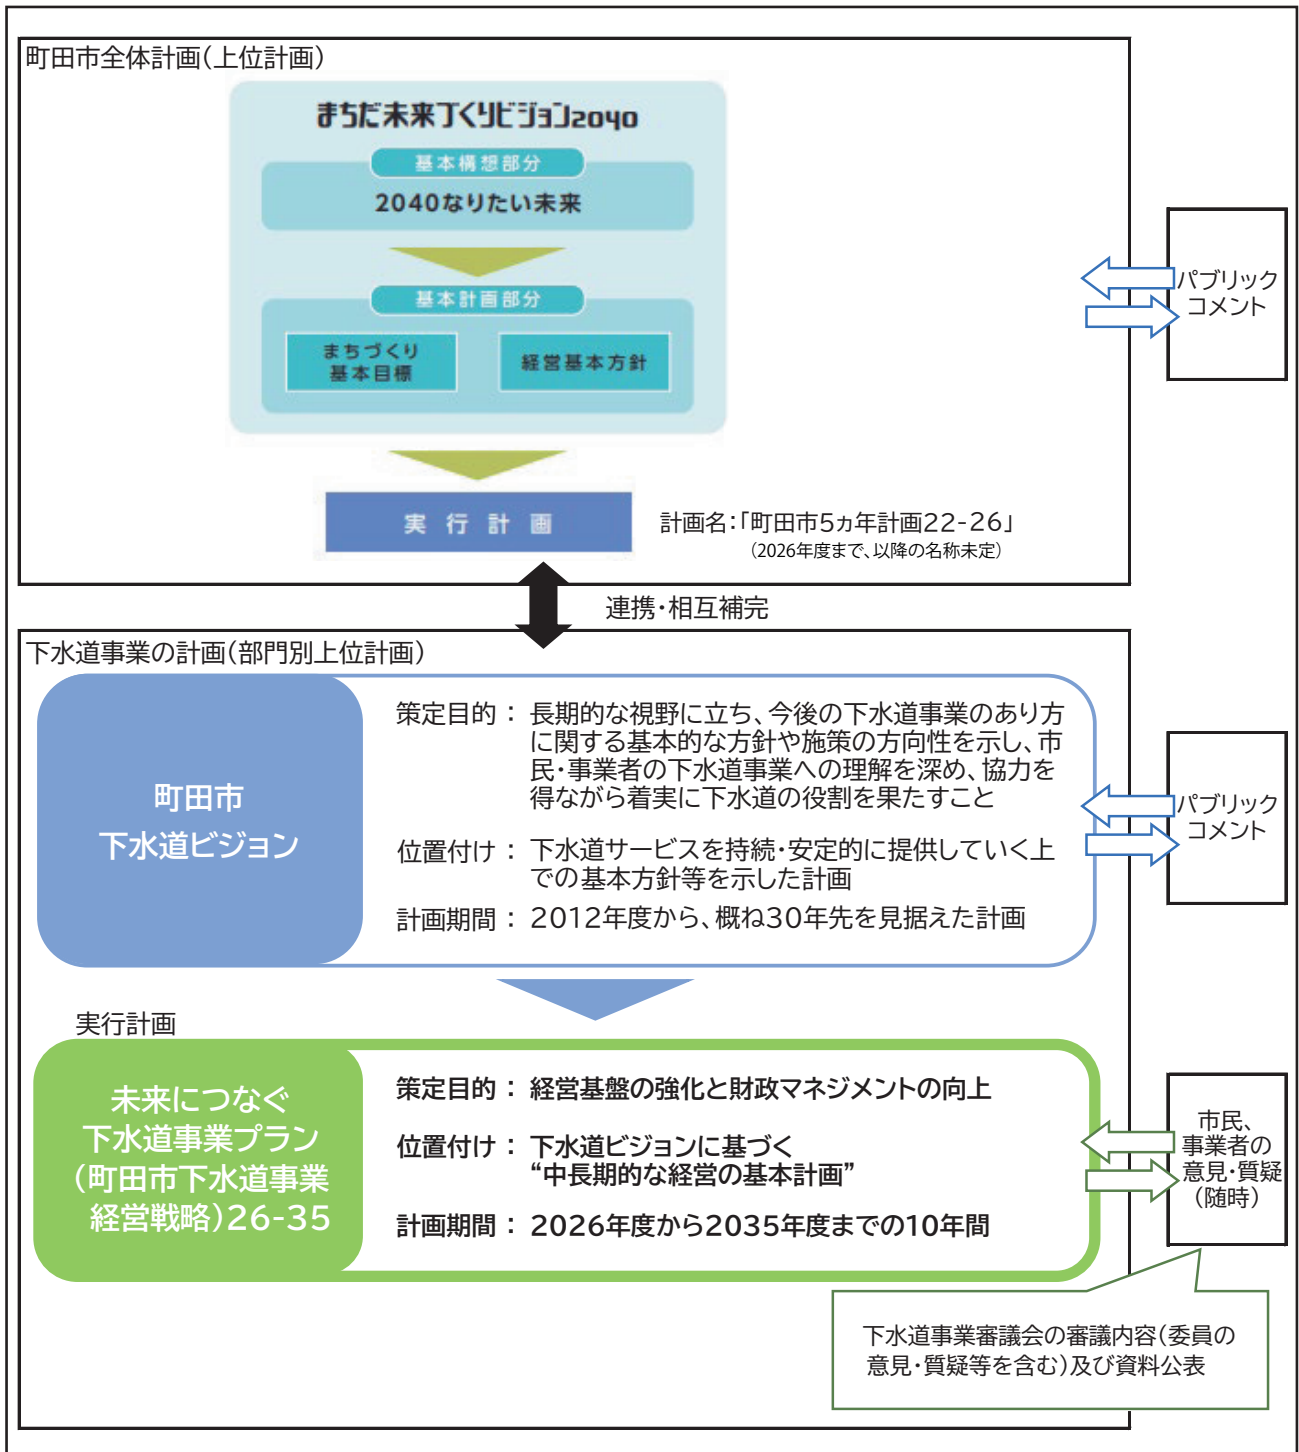 町田市全体計画(上位計画)
まちだ未来づくりビジョン2040
基本構想部分
2040なりたい未来
基本計画部分
まちづくり
基本目標
経営基本方針
実行計画
計画名:「町田市5ヵ年計画22-26」
(2026年度まで、以降の名称未定)
パブリック
コメント
連携・相互補完
下水道事業の計画(部門別上位計画)
町田市
下水道ビジョン
策定目的：長期的な視野に立ち、今後の下水道事業のあり方
に関する基本的な方針や施策の方向性を示し、市
民・事業者の下水道事業への理解を深め、協力を
得ながら着実に下水道の役割を果たすこと
位置付け：下水道サービスを持続・安定的に提供していく上
での基本方針等を示した計画
計画期間：2012年度から、概ね30年先を見据えた計画
パブリック
コメント
実行計画
未来につなぐ
下水道事業プラン
(町田市下水道事業
経営戦略)26-35
策定目的：経営基盤の強化と財政マネジメントの向上
位置付け：下水道ビジョンに基づく
“中長期的な経営の基本計画”
計画期間：2026年度から2035年度までの10年間
市民、
事業者の
意見・質疑
(随時)
下水道事業審議会の審議内容(委員の
意見・質疑等を含む)及び資料公表